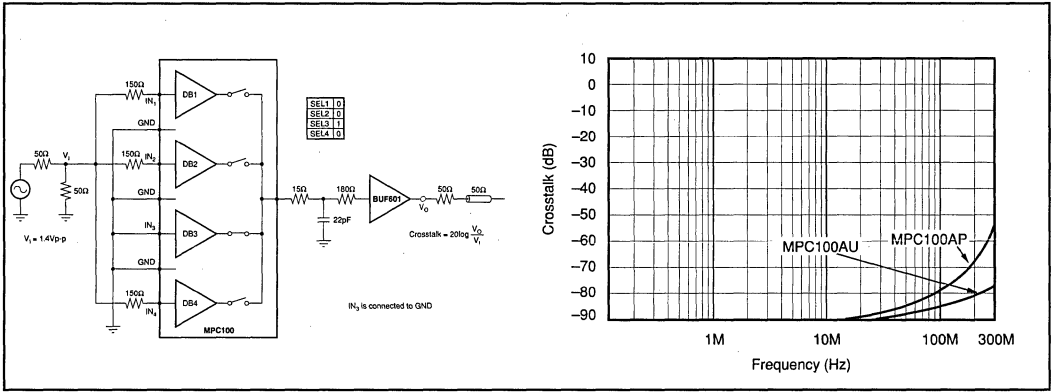 150Ω
IN1
DB1
GND
SEL1 0
SEL2 0
SEL3 1
SEL4 0
50Ω
Vi
150Ω
IN2
DB2
50Ω
GND
15Ω
180Ω
BUF601
50Ω
50Ω
VO
22pF
Crosstalk = 20log VO
VI
VI = 1.4Vp-p
IN3
DB3
GND
150Ω
IN4
DB4
IN3 is connected to GND
MPC100
10
0
–10
–20
–30
–40
–50
–60
–70
–80
–90
Crosstalk (dB)
MPC100AU
MPC100AP
1M
10M
100M
300M
Frequency (Hz)